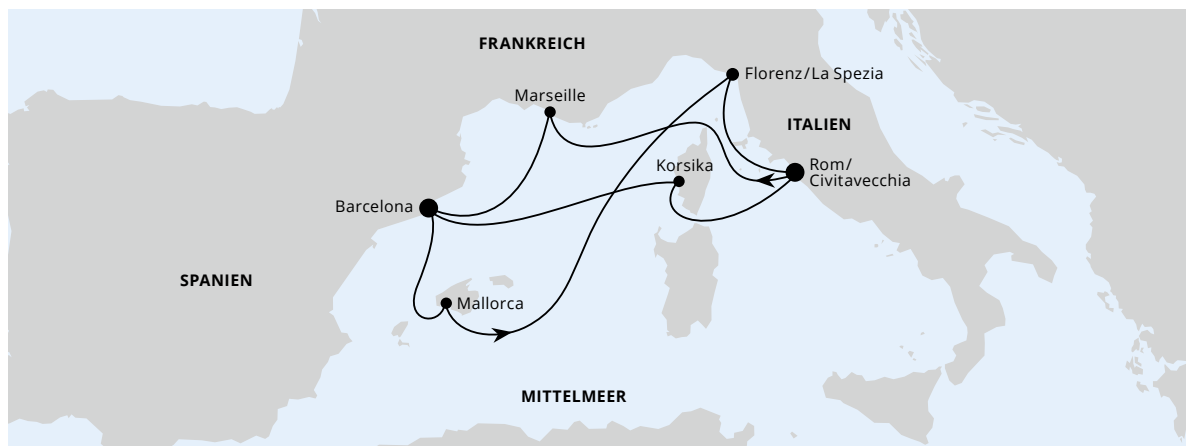 FRANKREICH
Florenz/La Spezia
Marseille
ITALIEN
Korsika
Rom/
Civitavecchia
Barcelona
SPANIEN
Mallorca
MITTELMEER